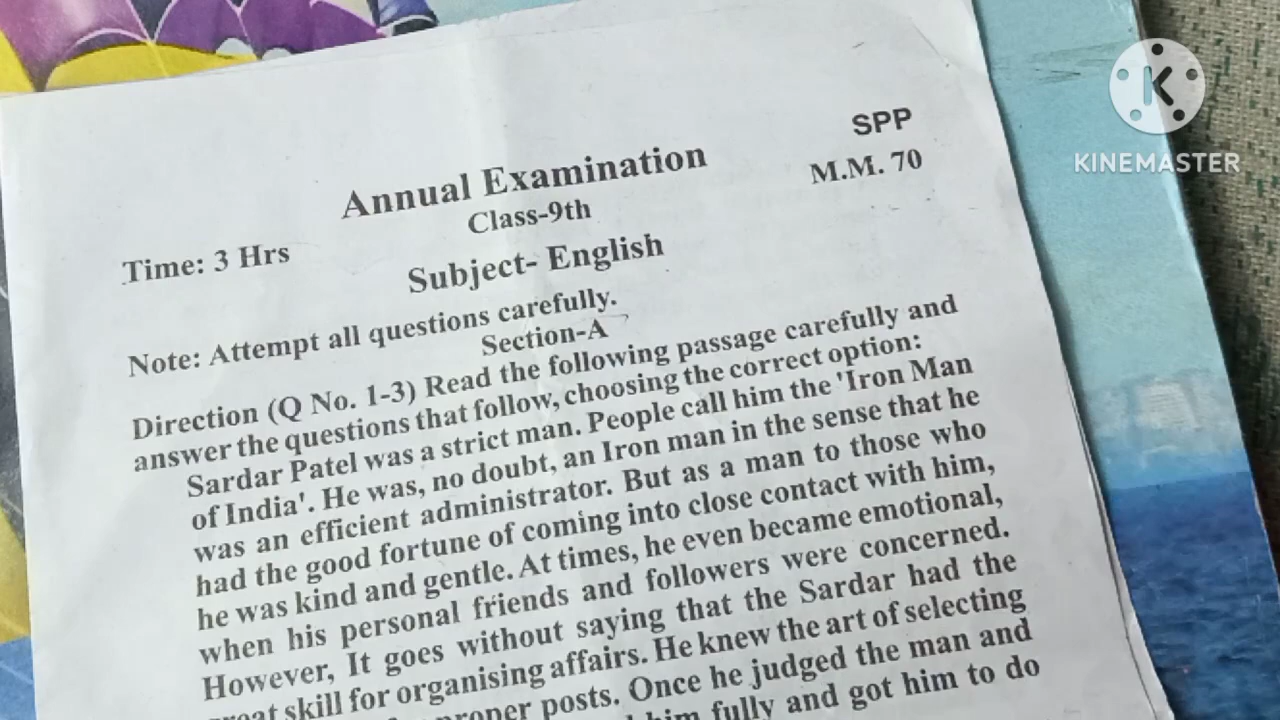 SPP
Annual Examination
M.M. 70
Class-9th
Time: 3 Hrs
Subject- English
Note: Attempt all questions carefully.
Section-A
Direction (Q No. 1-3) Read the following passage carefully and
answer the questions that follow, choosing the correct option:
Sardar Patel was a strict man. People call him the 'Iron Man
of India'. He was, no doubt, an Iron man in the sense that he
was an efficient administrator. But as a man to those who
had the good fortune of coming into close contact with him,
he was kind and gentle. At times, he even became emotional,
when his personal friends and followers were concerned.
However, It goes without saying that the Sardar had the
great skill for organising affairs. He knew the art of selecting
proper posts. Once he judged the man and
him fully and got him to do
K
KINEMASTER